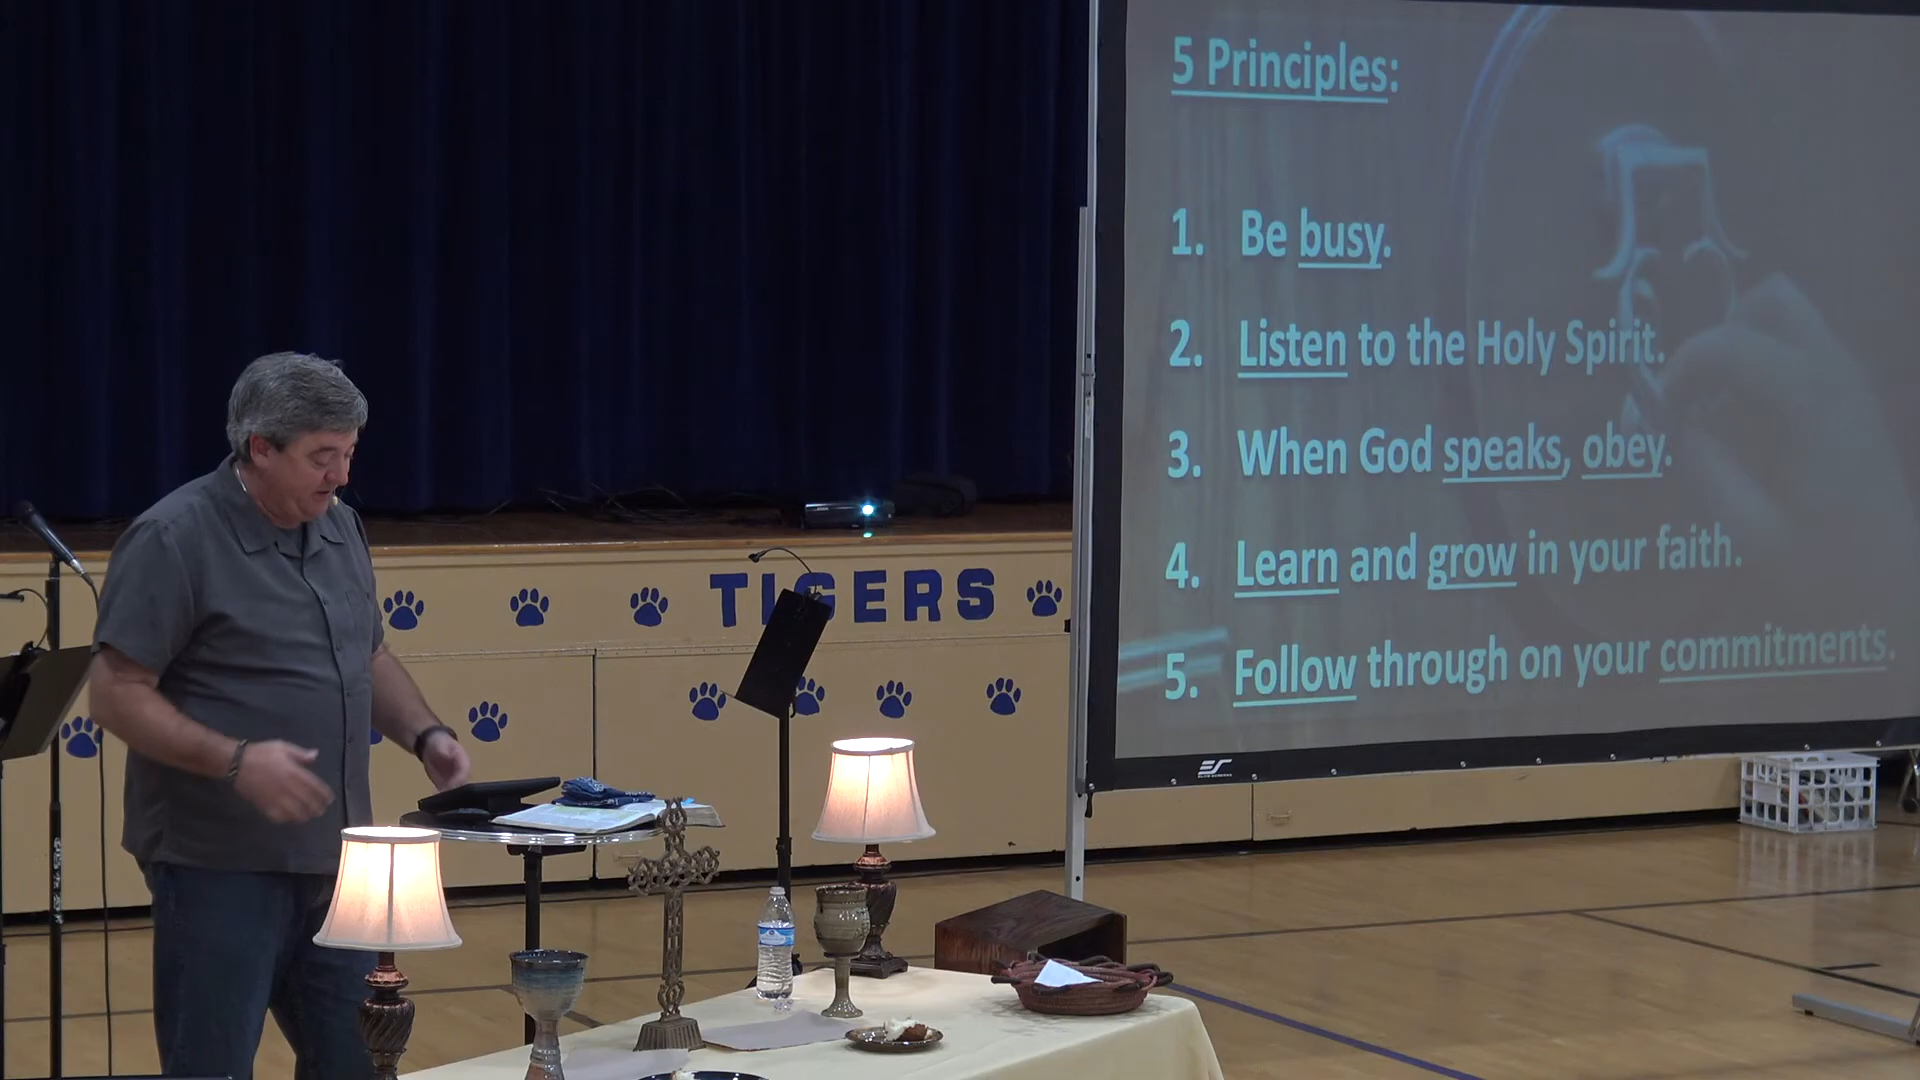 5 Principles:
1. Be busy.
2. Listen to the Holy Spirit.
3. When God speaks, obey.
4. Learn and grow in your faith.
5. Follow through on your commitments.
TIGERS
ES